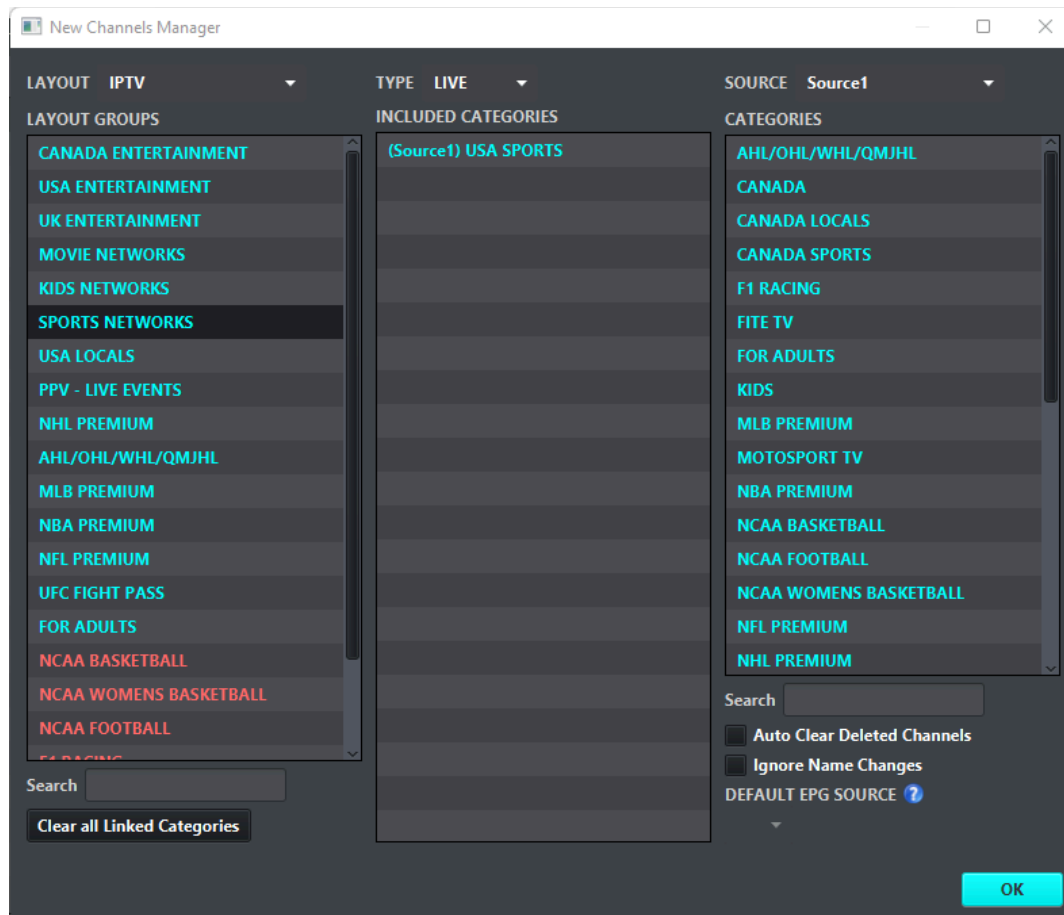 New Channels Manager
LAYOUT IPTV
LAYOUT GROUPS
CANADA ENTERTAINMENT
USA ENTERTAINMENT
UK ENTERTAINMENT
MOVIE NETWORKS
KIDS NETWORKS
SPORTS NETWORKS
USA LOCALS
PPV - LIVE EVENTS
NHL PREMIUM
AHL/OHL/WHL/QMJHL
MLB PREMIUM
NBA PREMIUM
NFL PREMIUM
UFC FIGHT PASS
FOR ADULTS
NCAA BASKETBALL
NCAA WOMENS BASKETBALL
NCAA FOOTBALL
F1 RACING
Search
Clear all Linked Categories
TYPE LIVE
INCLUDED CATEGORIES
(Source1) USA SPORTS
SOURCE Source1
CATEGORIES
AHL/OHL/WHL/QMJHL
CANADA
CANADA LOCALS
CANADA SPORTS
F1 RACING
FITE TV
FOR ADULTS
KIDS
MLB PREMIUM
MOTOSPORT TV
NBA PREMIUM
NCAA BASKETBALL
NCAA FOOTBALL
NCAA WOMENS BASKETBALL
NFL PREMIUM
NHL PREMIUM
Search
Auto Clear Deleted Channels
Ignore Name Changes
DEFAULT EPG SOURCE ?
OK